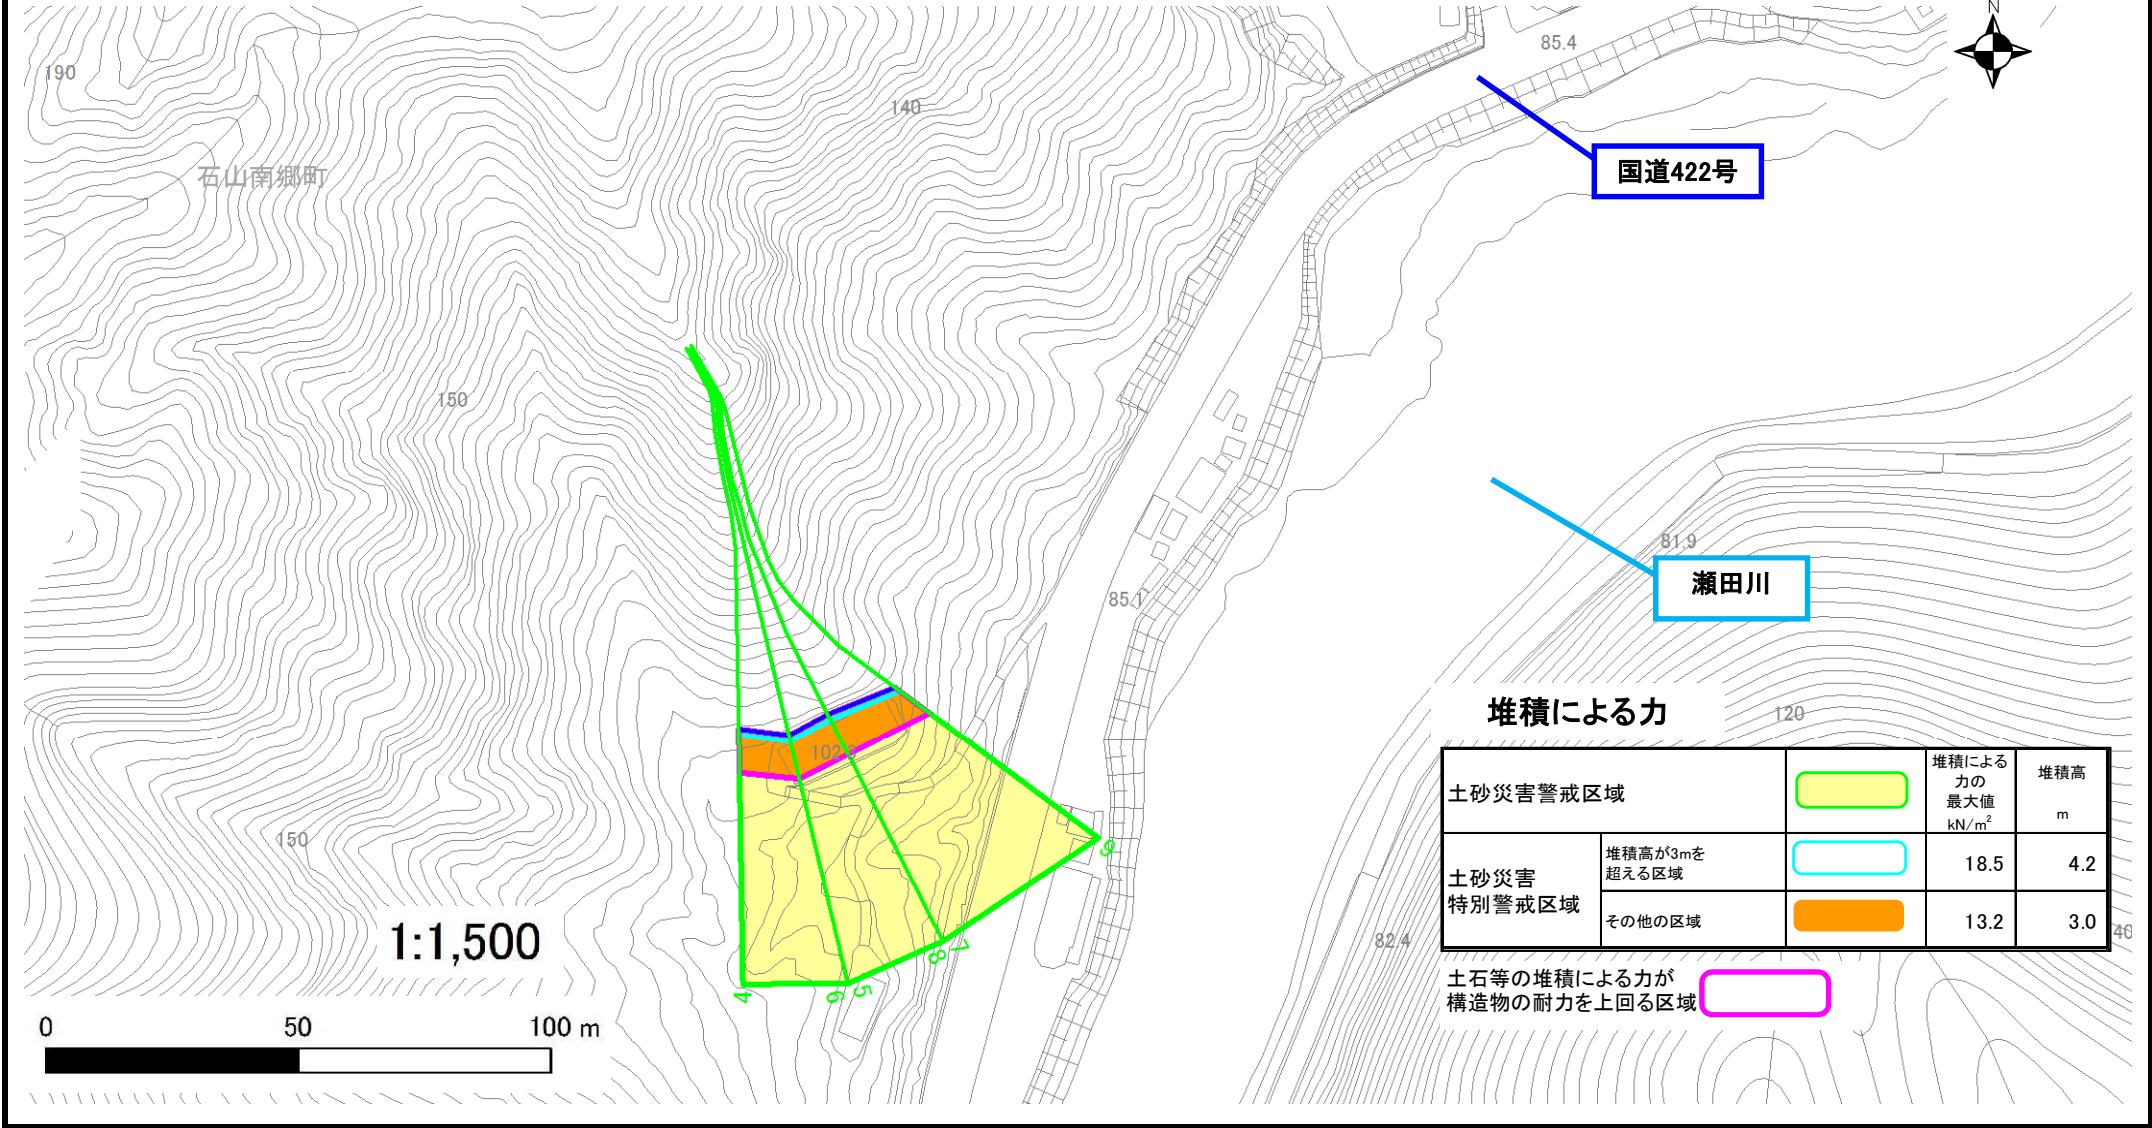 N
190
85.4
140
石山南郷町
国道422号
150
81.9
瀬田川
85.1
堆積による力
120
102.8
土砂災害警戒区域
堆積による
力の
最大値
kN/m²
堆積高
m
150
土砂災害
特別警戒区域
堆積高が3mを
超える区域
18.5
4.2
その他の区域
13.2
3.0
9
7
8
5
6
4
82.4
40
1:1,500
土石等の堆積による力が
構造物の耐力を上回る区域
0 50 100 m